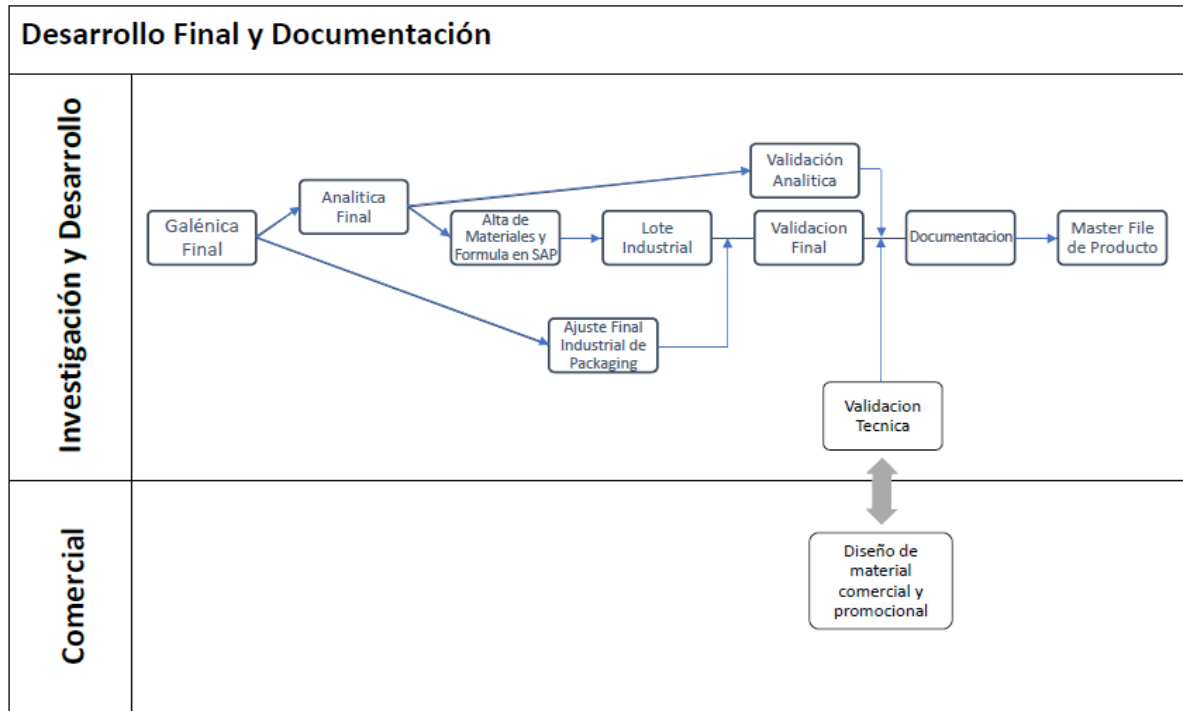 Desarrollo Final y Documentación
Investigación y Desarrollo
Galénica
Final
Analitica
Final
Alta de
Materiales y
Formula en SAP
Lote
Industrial
Ajuste Final
Industrial de
Packaging
Validación
Analitica
Validacion
Final
Documentacion
Master File
de Producto
Validacion
Tecnica
Comercial
Diseño de
material
comercial y
promocional